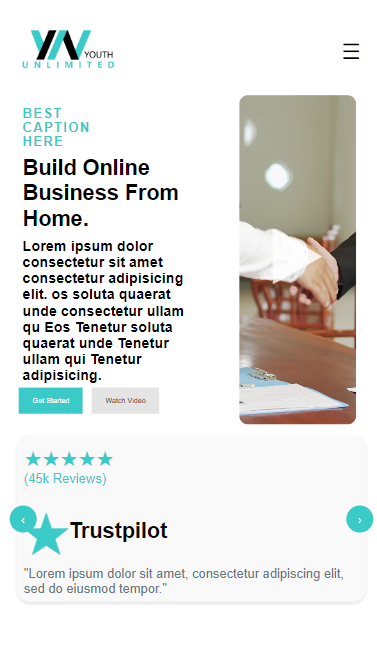 YOUTH
UNLIMITED
BEST
CAPTION
HERE
Build Online
Business From
Home.
Lorem ipsum dolor
consectetur sit amet
consectetur adipisicing
elit. os soluta quaerat
unde consectetur ullam
qu Eos Tenetur soluta
quaerat unde Tenetur
ullam qui Tenetur
adipisicing.
Get Started
Watch Video
(45k Reviews)
Trustpilot
"Lorem ipsum dolor sit amet, consectetur adipiscing elit,
sed do eiusmod tempor."